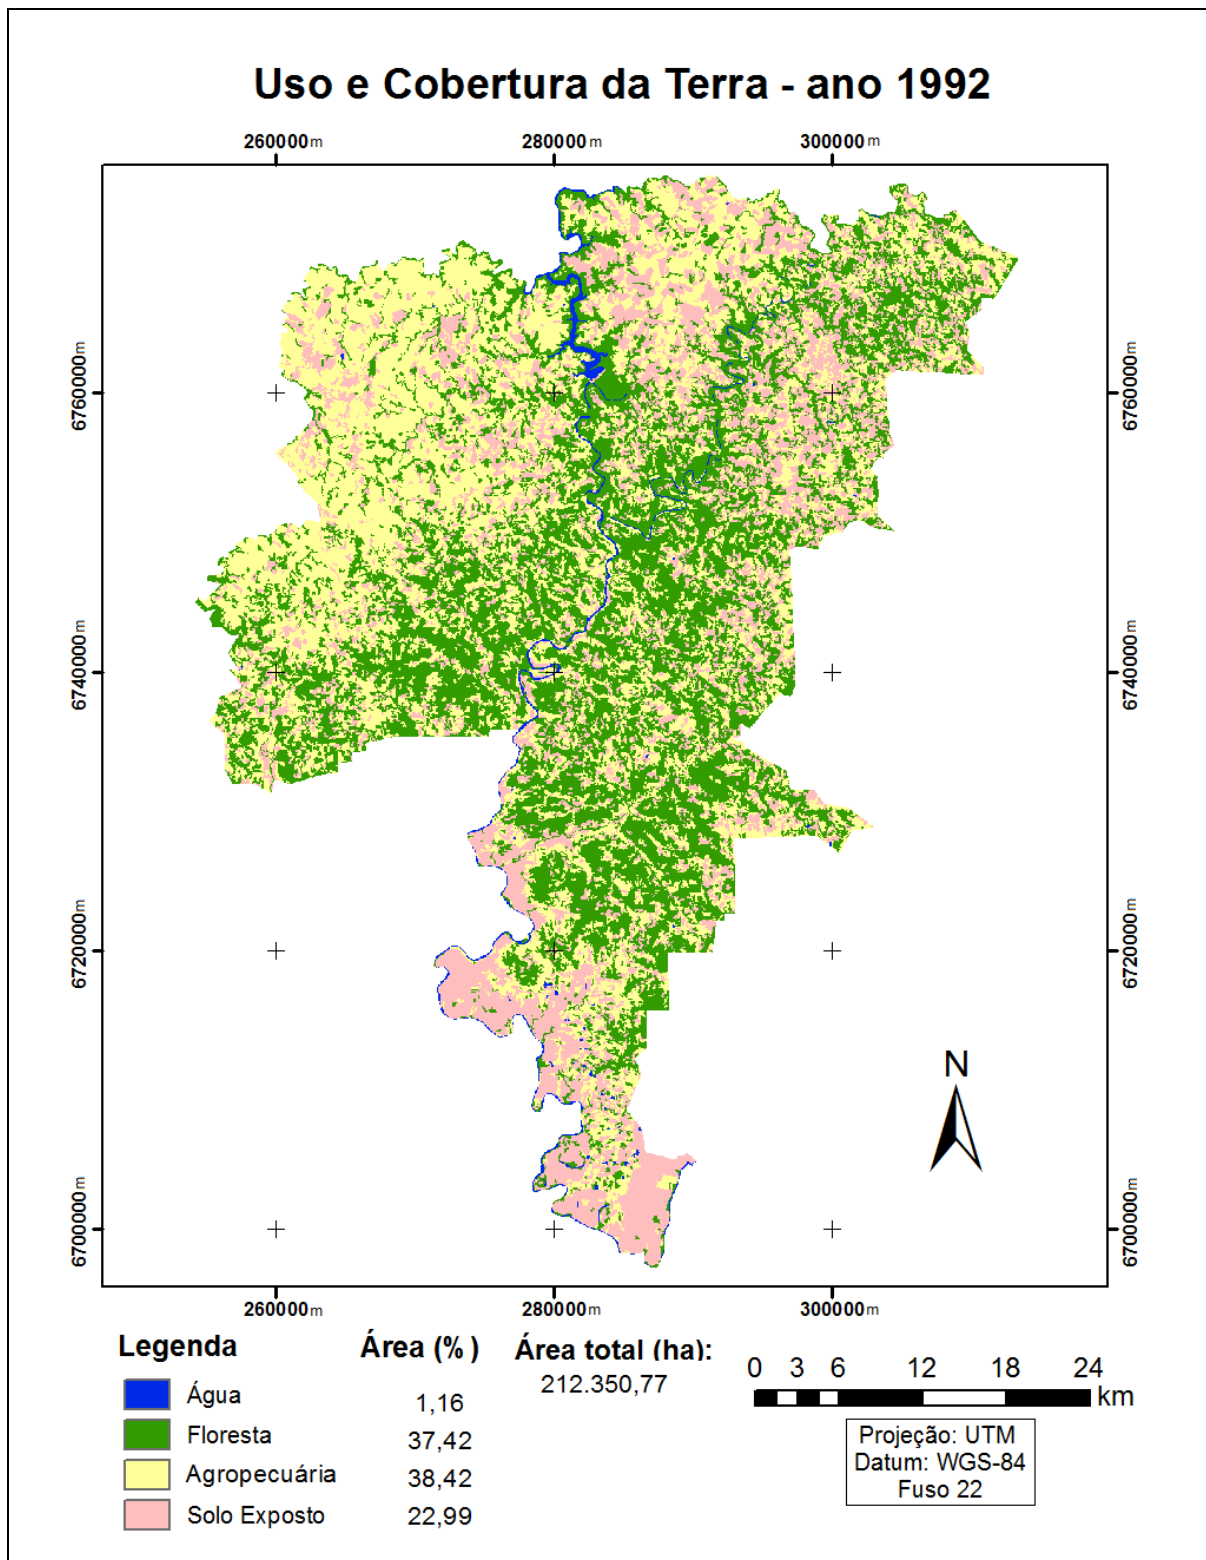 Uso e Cobertura da Terra - ano 1992
260000m 280000m 300000m
6760000m 6760000m
6740000m 6740000m
6720000m 6720000m
6700000m 6700000m
N
260000m 280000m 300000m
Legenda Área (%) Área total (ha):
212.350,77
0 3 6 12 18 24
km
Água 1,16
Floresta 37,42
Agropecuária 38,42
Solo Exposto 22,99
Projeção: UTM
Datum: WGS-84
Fuso 22